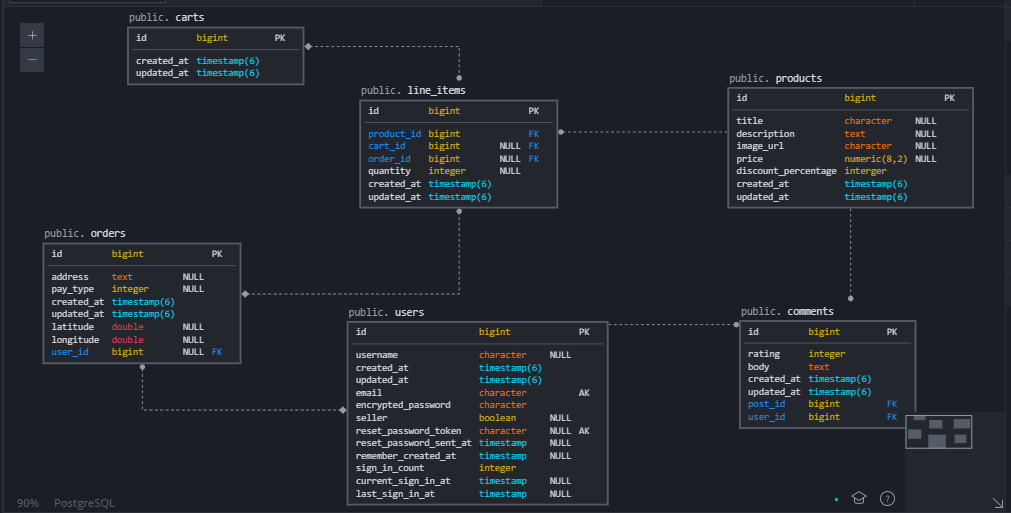 public. carts
id bigint PK
created_at timestamp(6)
updated_at timestamp(6)
public. line_items
id bigint PK
product_id bigint FK
cart_id bigint NULL FK
order_id bigint NULL FK
quantity integer NULL
created_at timestamp(6)
updated_at timestamp(6)
public. products
id bigint PK
title character NULL
description text NULL
image_url character NULL
price numeric(8,2) NULL
discount_percentage interger
created_at timestamp(6)
updated_at timestamp(6)
public. orders
id bigint PK
address text NULL
pay_type integer NULL
created_at timestamp(6)
updated_at timestamp(6)
latitude double NULL
longitude double NULL
user_id bigint NULL FK
public. users
id bigint PK
username character NULL
created_at timestamp(6)
updated_at timestamp(6)
email character AK
encrypted_password character
seller boolean NULL
reset_password_token character NULL AK
reset_password_sent_at timestamp NULL
remember_created_at timestamp NULL
sign_in_count integer
current_sign_in_at timestamp NULL
last_sign_in_at timestamp NULL
public. comments
id bigint PK
rating integer
body text
created_at timestamp(6)
updated_at timestamp(6)
post_id bigint FK
user_id bigint FK
90% PostgreSQL